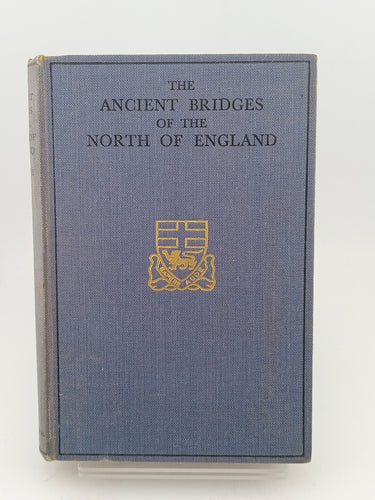 THE
ANCIENT BRIDGES
OF THE
NORTH OF ENGLAND